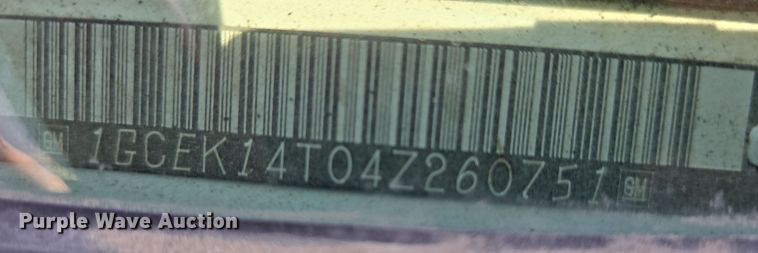 GM 1GCEK14T04Z260751 GM
Purple Wave Auction